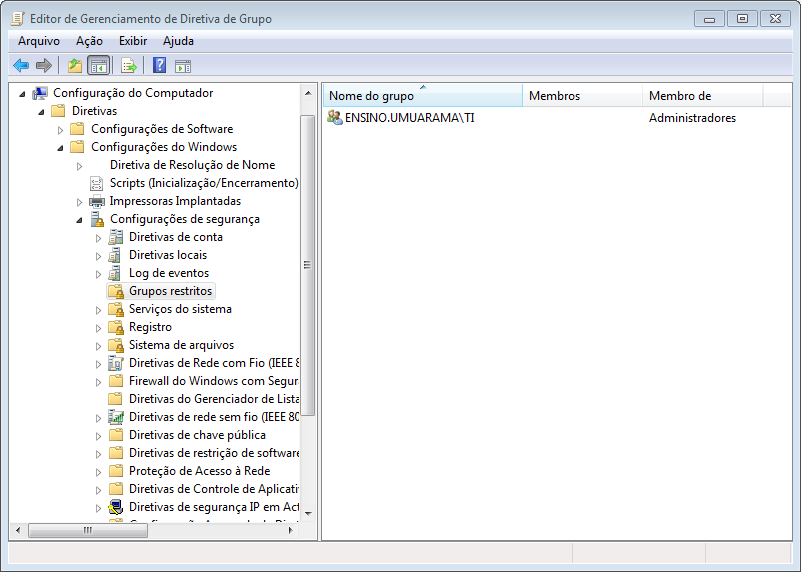 Editor de Gerenciamento de Diretiva de Grupo
Arquivo Ação Exibir Ajuda
Configuração do Computador
Diretivas
Configurações de Software
Configurações do Windows
Diretiva de Resolução de Nome
Scripts (Inicialização/Encerramento)
Impressoras Implantadas
Configurações de segurança
Diretivas de conta
Diretivas locais
Log de eventos
Grupos restritos
Serviços do sistema
Registro
Sistema de arquivos
Diretivas de Rede com Fio (IEEE 8
Firewall do Windows com Segur
Diretivas do Gerenciador de Lista
Diretivas de rede sem fio (IEEE 80
Diretivas de chave pública
Diretivas de restrição de software
Proteção de Acesso à Rede
Diretivas de Controle de Aplicati
Diretivas de segurança IP em Act
Nome do grupo Membros Membro de
ENSINO.UMUARAMA\TI Administradores